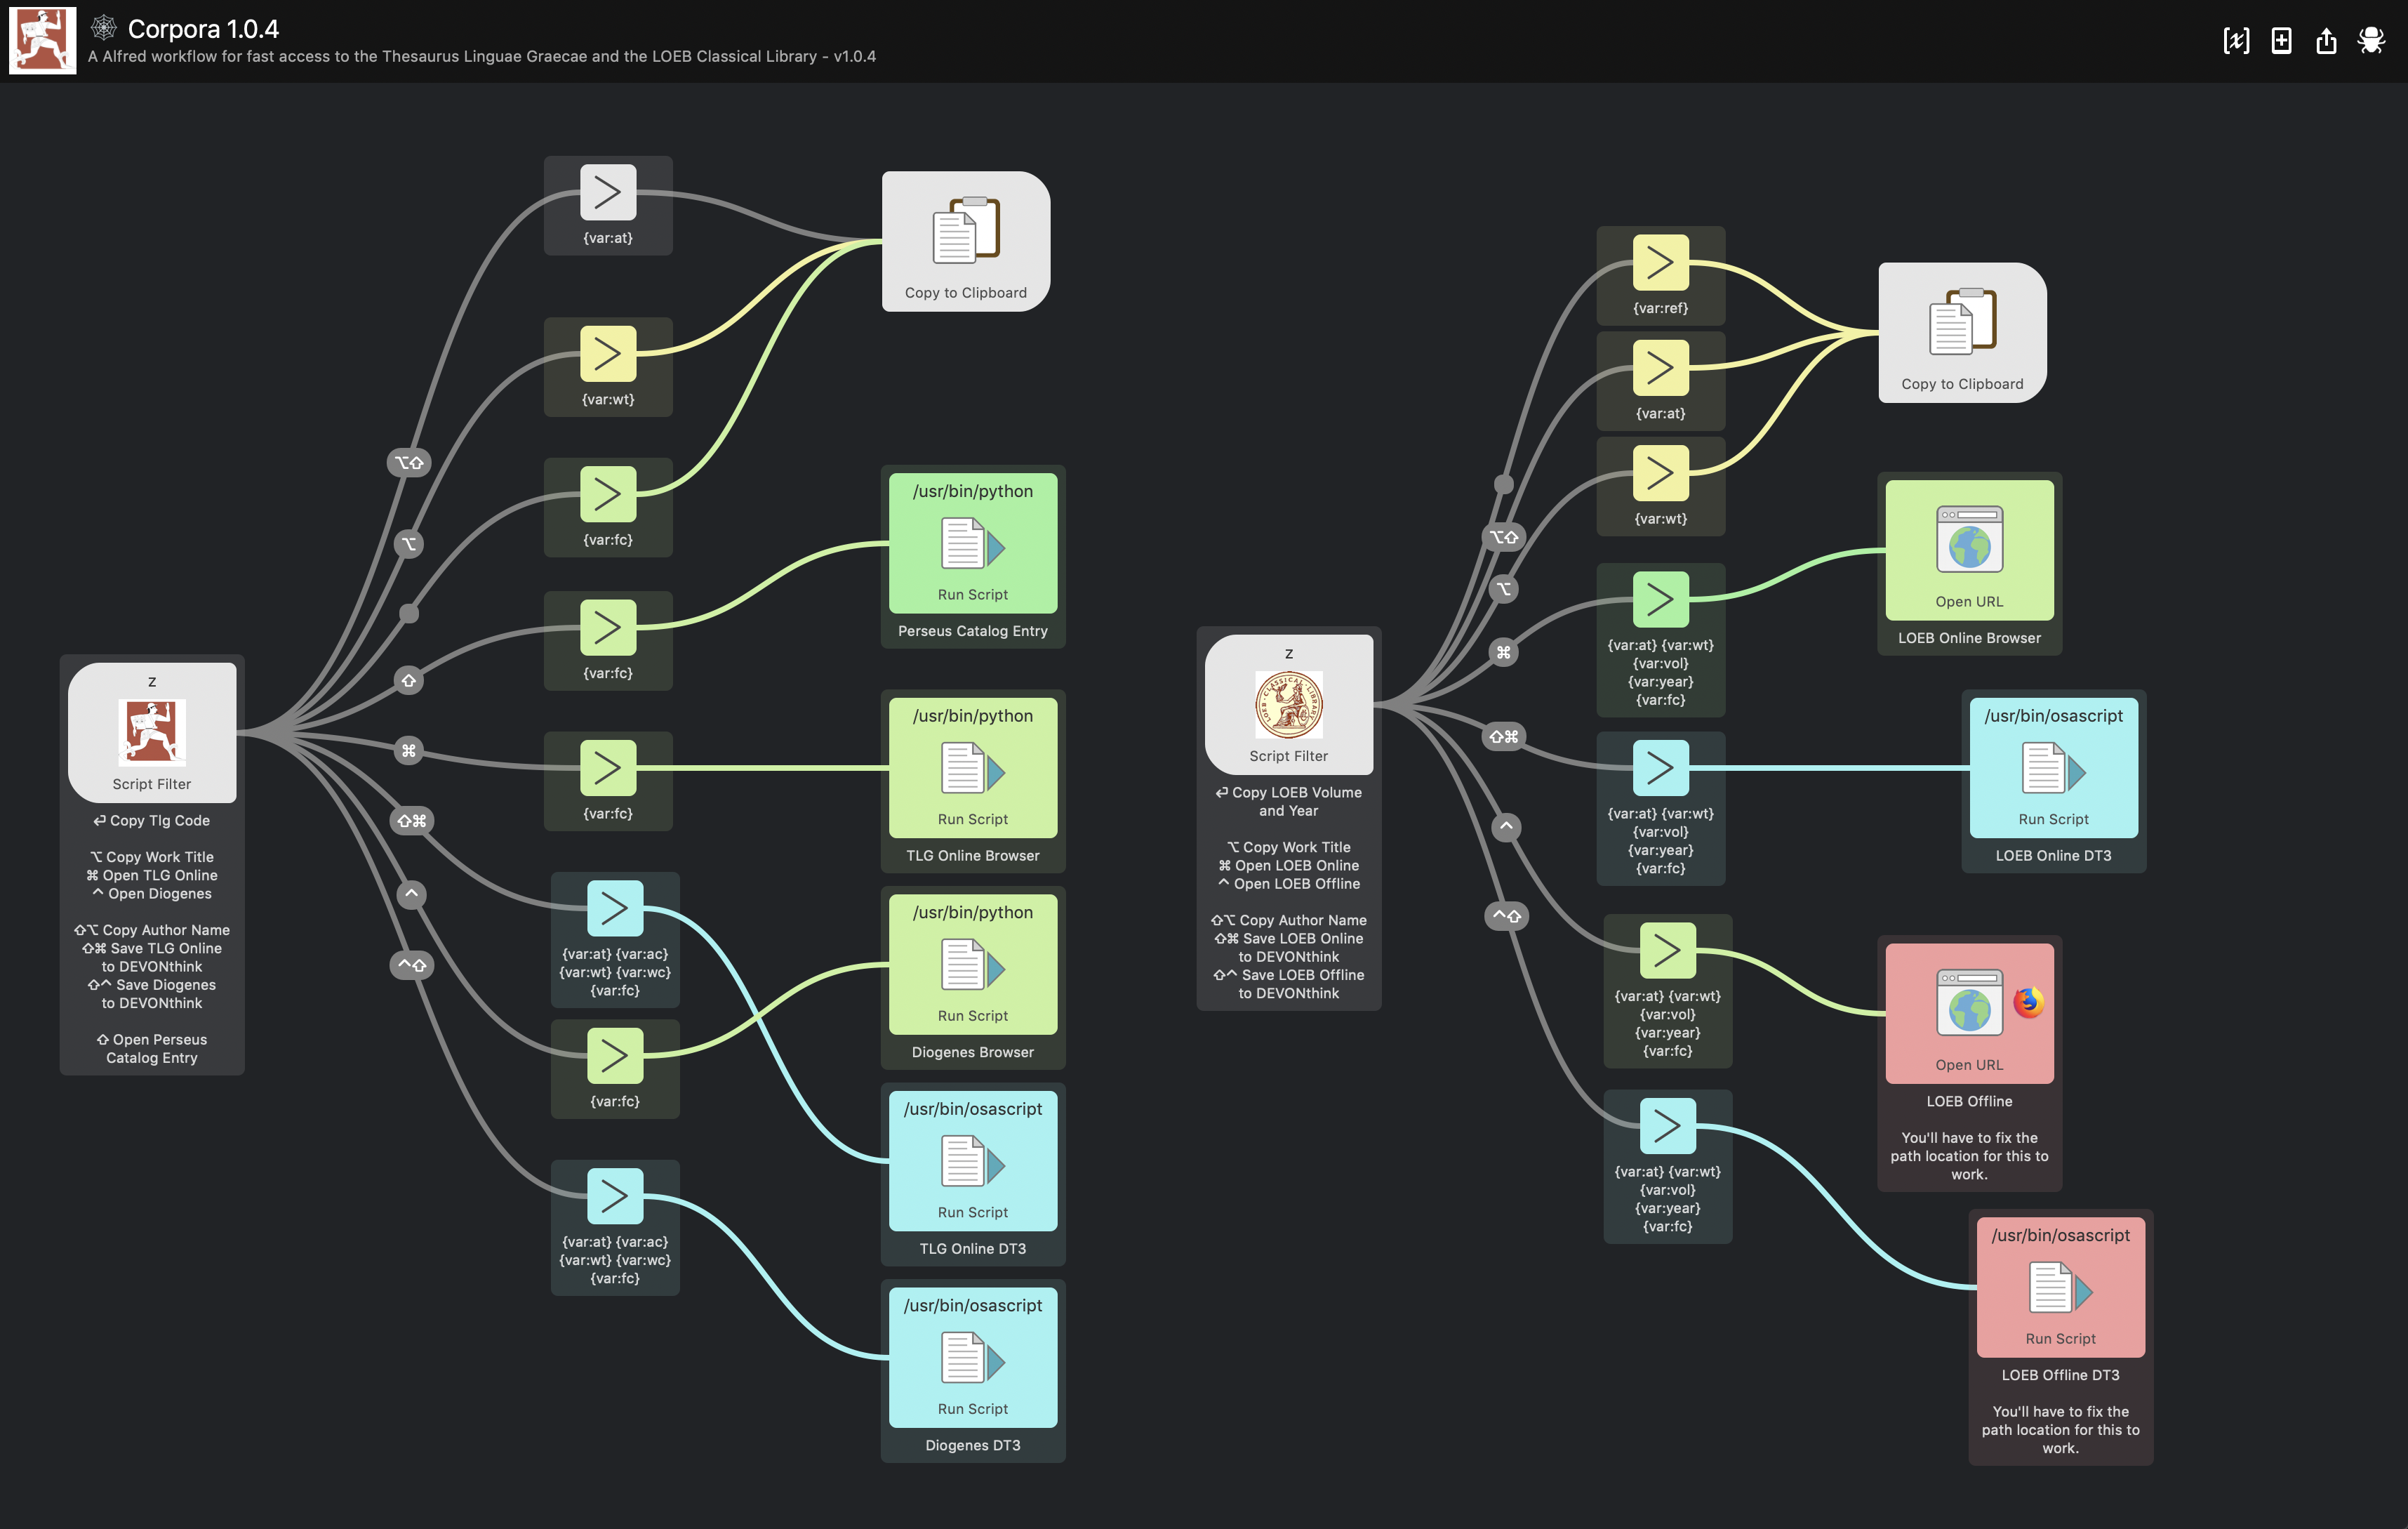 Corpora 1.0.4
A Alfred workflow for fast access to the Thesaurus Linguae Graecae and the LOEB Classical Library - v1.0.4
z
Script Filter
⏎ Copy Tlg Code
⌥ Copy Work Title
⌘ Open TLG Online
^ Open Diogenes
⇧⌥ Copy Author Name
⇧⌘ Save TLG Online
to DEVONthink
⇧^ Save Diogenes
to DEVONthink
⇧ Open Perseus
Catalog Entry
⌥⇧
⌥
⇧
⌘
⇧⌘
^
^⇧
{var:at}
{var:wt}
{var:fc}
{var:fc}
{var:fc}
{var:at} {var:ac}
{var:wt} {var:wc}
{var:fc}
{var:fc}
{var:at} {var:ac}
{var:wt} {var:wc}
{var:fc}
Copy to Clipboard
/usr/bin/python
Run Script
Perseus Catalog Entry
/usr/bin/python
Run Script
TLG Online Browser
/usr/bin/python
Run Script
Diogenes Browser
/usr/bin/osascript
Run Script
TLG Online DT3
/usr/bin/osascript
Run Script
Diogenes DT3
z
LOEB CLASSICAL LIBRARY
Script Filter
⏎ Copy LOEB Volume
and Year
⌥ Copy Work Title
⌘ Open LOEB Online
^ Open LOEB Offline
⇧⌥ Copy Author Name
⇧⌘ Save LOEB Online
to DEVONthink
⇧^ Save LOEB Offline
to DEVONthink
⌥⇧
⌥
⌘
⇧⌘
^
^⇧
{var:ref}
{var:at}
{var:wt}
{var:at} {var:wt}
{var:vol}
{var:year}
{var:fc}
{var:at} {var:wt}
{var:vol}
{var:year}
{var:fc}
{var:at} {var:wt}
{var:vol}
{var:year}
{var:fc}
{var:at} {var:wt}
{var:vol}
{var:year}
{var:fc}
Copy to Clipboard
Open URL
LOEB Online Browser
/usr/bin/osascript
Run Script
LOEB Online DT3
Open URL
LOEB Offline
You'll have to fix the
path location for this to
work.
/usr/bin/osascript
Run Script
LOEB Offline DT3
You'll have to fix the
path location for this to
work.